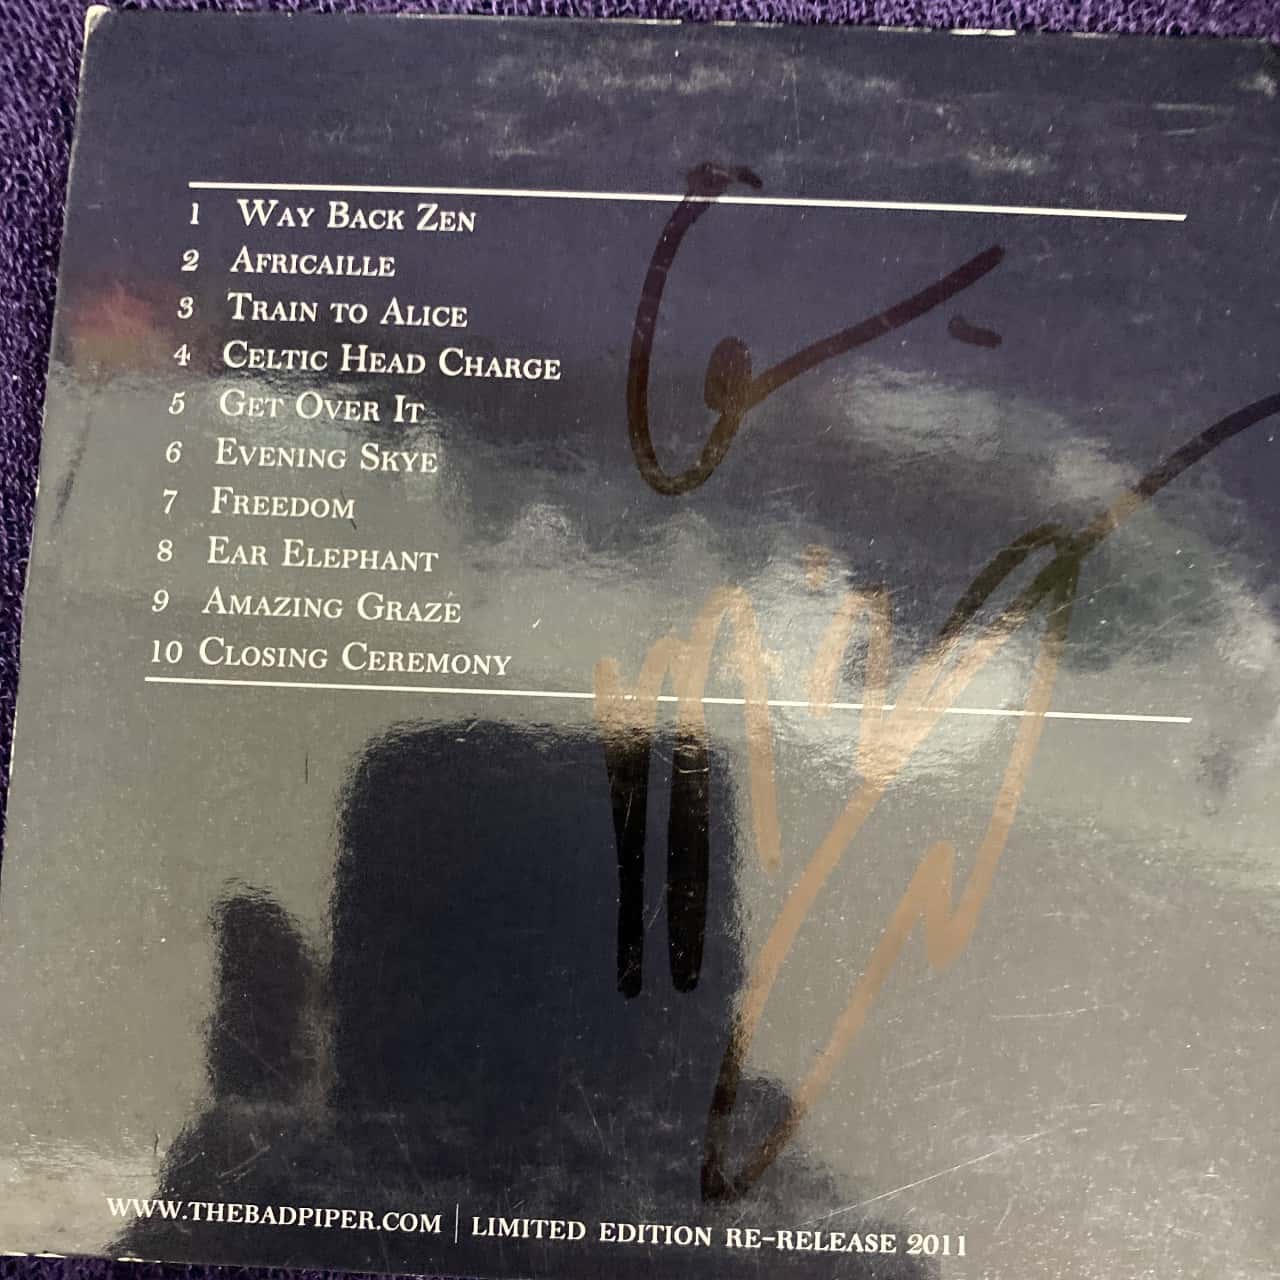 1 Way Back Zen
2 Africaille
3 Train to Alice
4 Celtic Head Charge
5 Get Over It
6 Evening Skye
7 Freedom
8 Ear Elephant
9 Amazing Graze
10 Closing Ceremony
www.thebadpiper.com | Limited Edition Re-release 2011